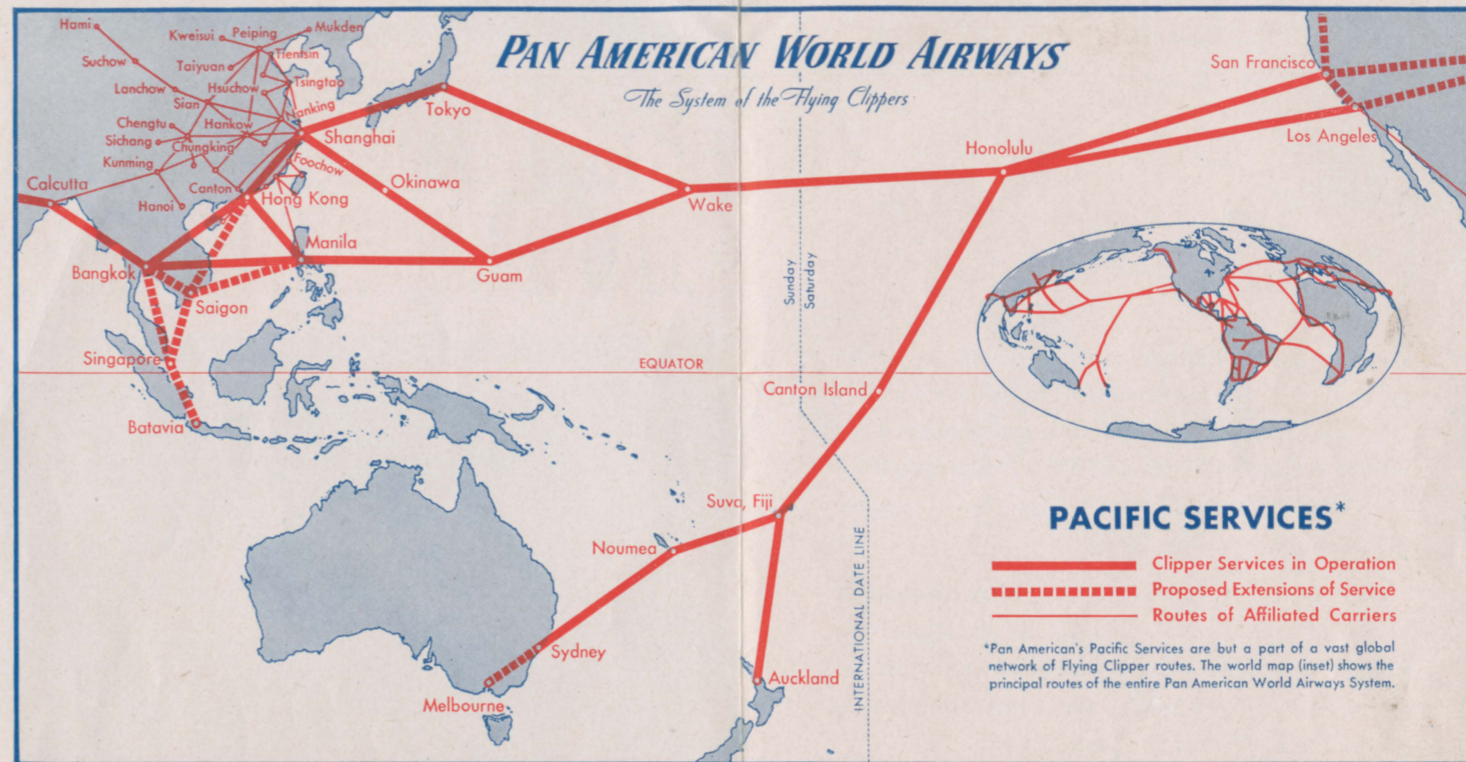 PAN AMERICAN WORLD AIRWAYS
The System of the Flying Clippers
Hami
Kweisui
Peiping
Mukden
Suchow
Taiyuan
Tientsin
Lanchow
Hsuchow
Tsingtao
Sian
Nanking
Chengtu
Hankow
Sichang
Chungking
Shanghai
Tokyo
Kunming
Foochow
Calcutta
Canton
Okinawa
Hanoi
Hong Kong
Manila
Bangkok
Guam
Wake
Saigon
Singapore
Batavia
Honolulu
San Francisco
Los Angeles
Sunday
Saturday
EQUATOR
Canton Island
Suva, Fiji
Noumea
Sydney
Melbourne
Auckland
INTERNATIONAL DATE LINE
PACIFIC SERVICES*
Clipper Services in Operation
Proposed Extensions of Service
Routes of Affiliated Carriers
*Pan American's Pacific Services are but a part of a vast global
network of Flying Clipper routes. The world map (inset) shows the
principal routes of the entire Pan American World Airways System.